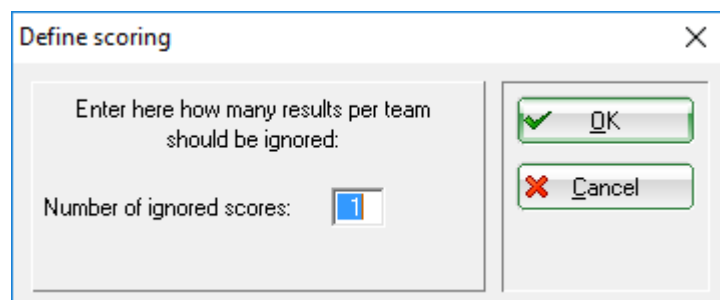 Define scoring
Enter here how many results per team
should be ignored:
Number of ignored scores: 1
OK
Cancel